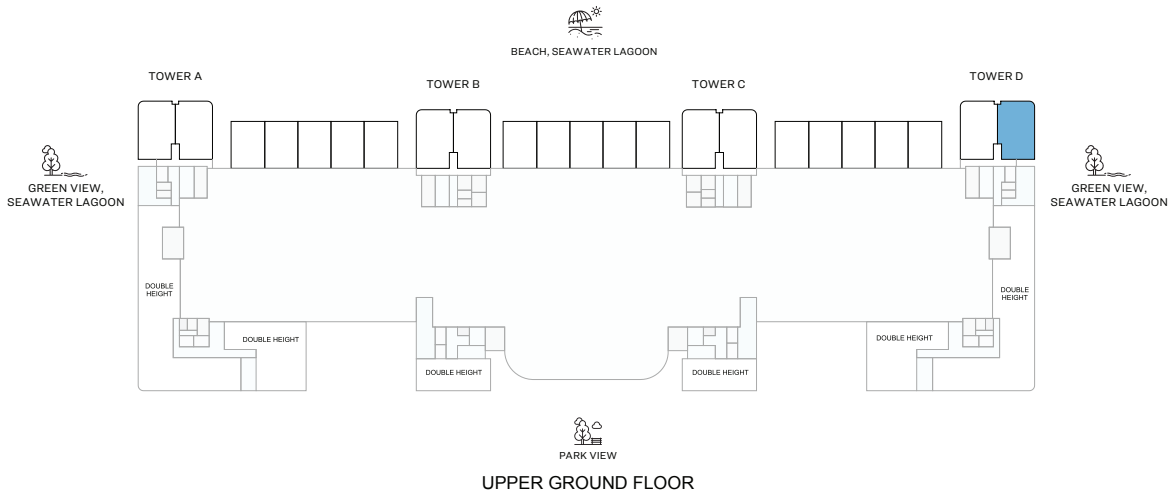 BEACH, SEAWATER LAGOON
TOWER A
TOWER B
TOWER C
TOWER D
GREEN VIEW,
SEAWATER LAGOON
GREEN VIEW,
SEAWATER LAGOON
DOUBLE
HEIGHT
DOUBLE
HEIGHT
DOUBLE HEIGHT
DOUBLE HEIGHT
DOUBLE HEIGHT
DOUBLE HEIGHT
PARK VIEW
UPPER GROUND FLOOR